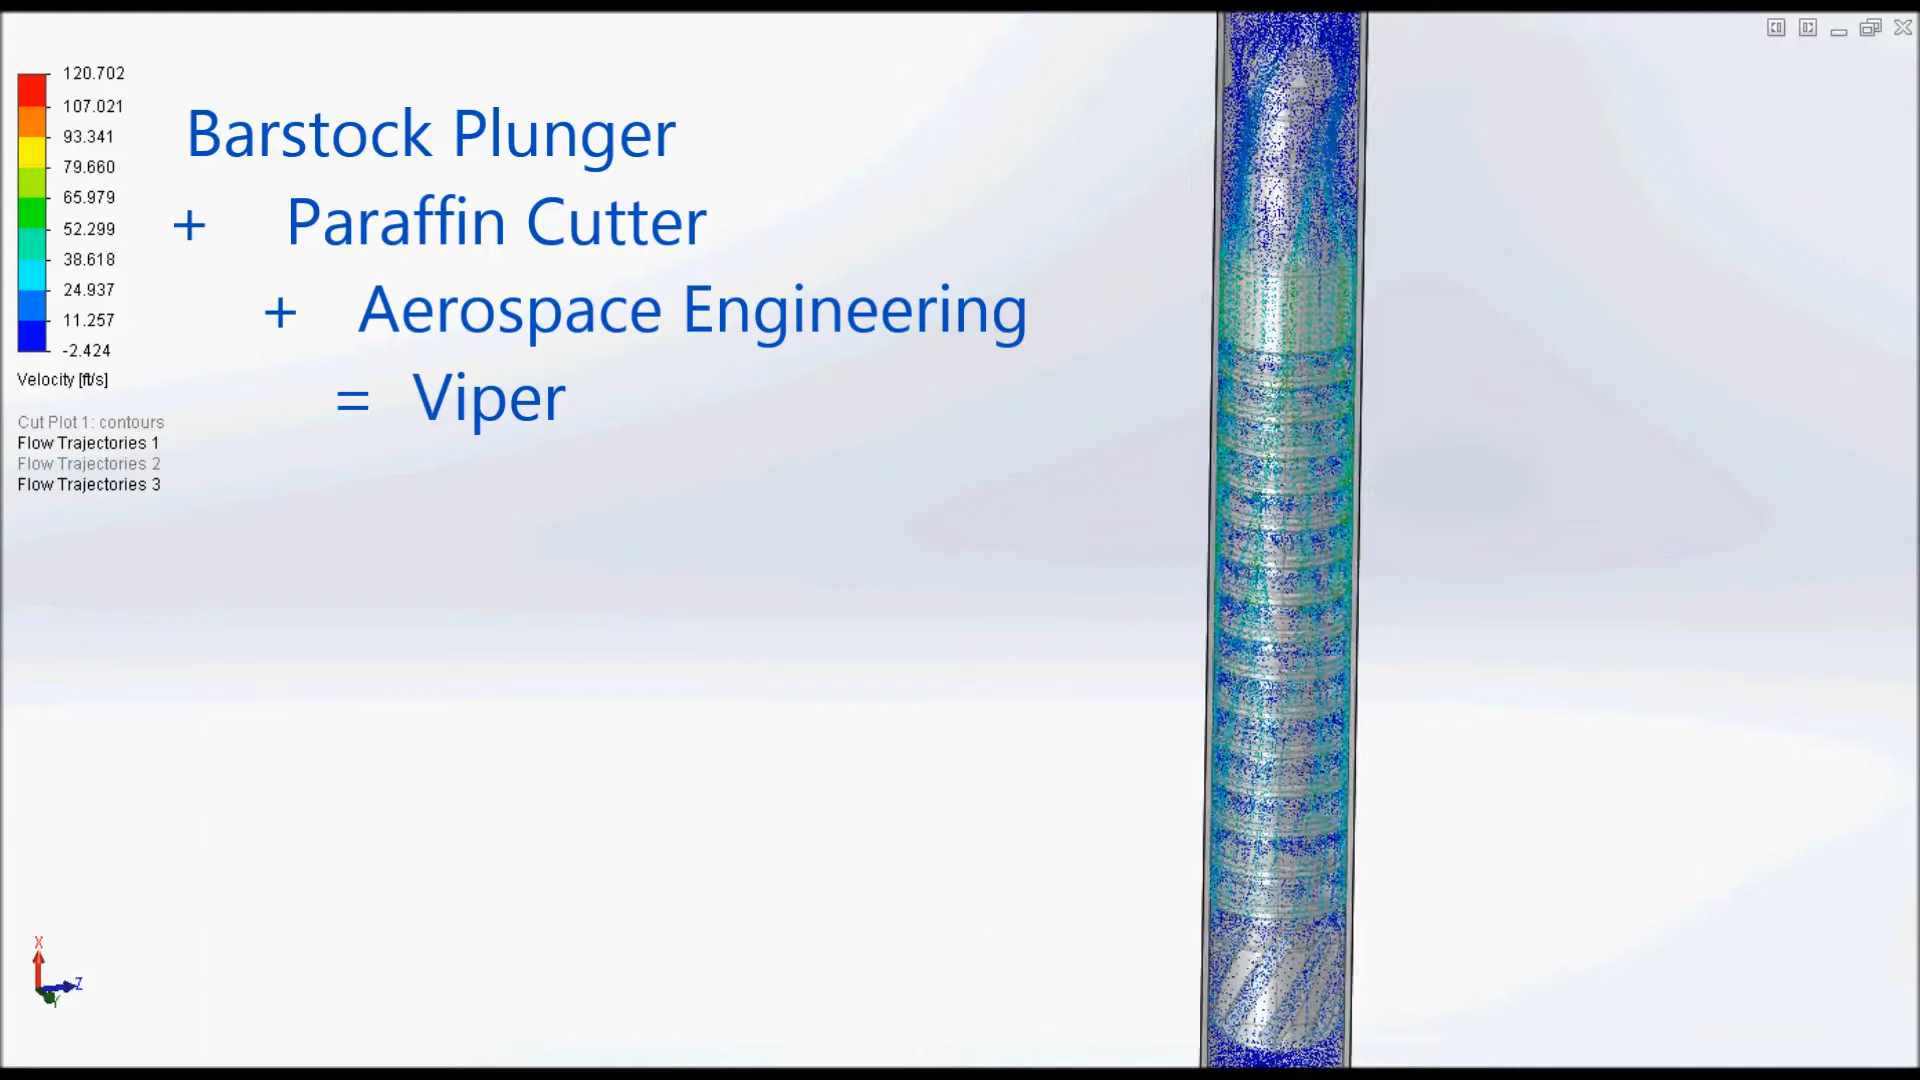 120.702
107.021
93.341
79.660
65.979
52.299
38.618
24.937
11.257
-2.424
Velocity [ft/s]
Cut Plot 1: contours
Flow Trajectories 1
Flow Trajectories 2
Flow Trajectories 3
Barstock Plunger
+ Paraffin Cutter
+ Aerospace Engineering
= Viper
X
Z
Y